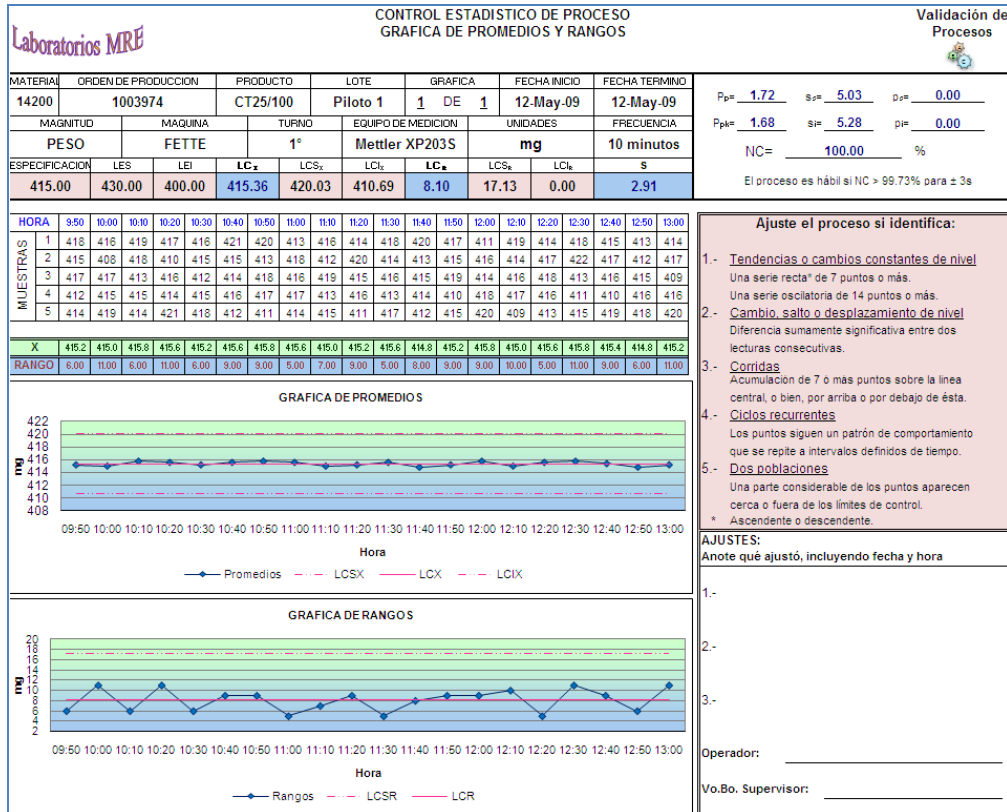 Laboratorios MRE
CONTROL ESTADISTICO DE PROCESO
GRAFICA DE PROMEDIOS Y RANGOS
Validación de
Procesos
MATERIAL ORDEN DE PRODUCCION PRODUCTO LOTE GRAFICA FECHA INICIO FECHA TERMINO
14200 1003974 CT25/100 Piloto 1 1 DE 1 12-May-09 12-May-09
MAGNITUD MAQUINA TURNO EQUIPO DE MEDICION UNIDADES FRECUENCIA
PESO FETTE 1° Mettler XP203S mg 10 minutos
ESPECIFICACION LES LEI LCx LCSx LCIx LCR LCSR LCIR S
415.00 430.00 400.00 415.36 420.03 410.69 8.10 17.13 0.00 2.91
Pp= 1.72 ss= 5.03 ps= 0.00
Ppk= 1.68 si= 5.28 pi= 0.00
NC= 100.00 %
El proceso es hábil si NC > 99.73% para ± 3s
HORA 9:50 10:00 10:10 10:20 10:30 10:40 10:50 11:00 11:10 11:20 11:30 11:40 11:50 12:00 12:10 12:20 12:30 12:40 12:50 13:00
MUESTRAS
1 418 416 419 417 416 421 420 413 416 414 418 420 417 411 419 414 418 415 413 414
2 415 408 418 410 415 415 413 418 412 420 414 413 415 416 414 417 422 417 412 417
3 417 417 413 416 412 414 418 416 419 415 416 415 419 414 416 418 413 416 415 409
4 412 415 415 414 415 416 417 417 413 416 413 414 410 418 417 416 411 410 416 416
5 414 419 414 421 418 412 411 414 415 411 417 412 415 420 409 413 415 419 418 420
X 415.2 415.0 415.8 415.6 415.2 415.6 415.8 415.6 415.0 415.2 415.6 414.8 415.2 415.8 415.0 415.6 415.8 415.4 414.8 415.2
RANGO 6.00 11.00 6.00 11.00 6.00 9.00 9.00 5.00 7.00 9.00 5.00 8.00 9.00 9.00 10.00 5.00 11.00 9.00 6.00 11.00
GRAFICA DE PROMEDIOS
422
420
418
416
414
412
410
408
mg
09:50 10:00 10:10 10:20 10:30 10:40 10:50 11:00 11:10 11:20 11:30 11:40 11:50 12:00 12:10 12:20 12:30 12:40 12:50 13:00
Hora
Promedios LCSX LCX LCIX
GRAFICA DE RANGOS
20
18
16
14
12
10
8
6
4
2
mg
09:50 10:00 10:10 10:20 10:30 10:40 10:50 11:00 11:10 11:20 11:30 11:40 11:50 12:00 12:10 12:20 12:30 12:40 12:50 13:00
Hora
Rangos LCSR LCR
Ajuste el proceso si identifica:
1.- Tendencias o cambios constantes de nivel
Una serie recta* de 7 puntos o más.
Una serie oscilatoria de 14 puntos o más.
2.- Cambio, salto o desplazamiento de nivel
Diferencia sumamente significativa entre dos
lecturas consecutivas.
3.- Corridas
Acumulación de 7 ó más puntos sobre la linea
central, o bien, por arriba o por debajo de ésta.
4.- Ciclos recurrentes
Los puntos siguen un patrón de comportamiento
que se repite a intervalos definidos de tiempo.
5.- Dos poblaciones
Una parte considerable de los puntos aparecen
cerca o fuera de los límites de control.
* Ascendente o descendente.
AJUSTES:
Anote qué ajustó, incluyendo fecha y hora
1.-
2.-
3.-
Operador:
Vo.Bo. Supervisor: